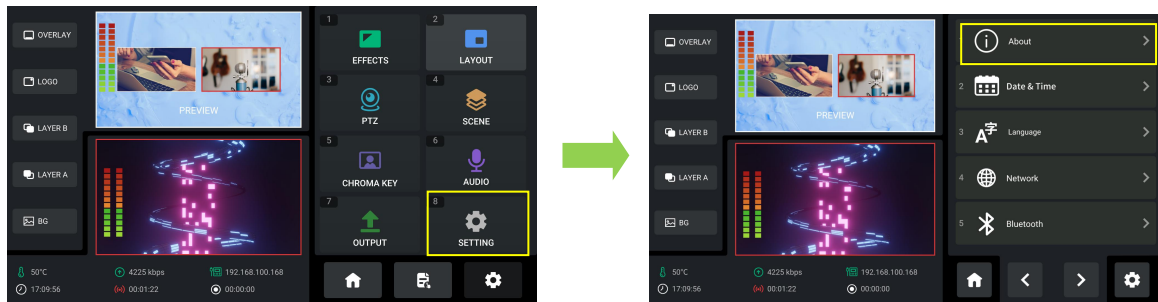 OVERLAY
LOGO
LAYER B
LAYER A
BG
PREVIEW
1
EFFECTS
2
LAYOUT
3
PTZ
4
SCENE
5
CHROMA KEY
6
AUDIO
7
OUTPUT
8
SETTING
50°C
4225 kbps
192.168.100.168
17:09:56
00:01:22
00:00:00
OVERLAY
LOGO
LAYER B
LAYER A
BG
PREVIEW
About
2 Date & Time
3 A字 Language
4 Network
5 Bluetooth
50°C
4225 kbps
192.168.100.168
17:09:56
00:01:22
00:00:00